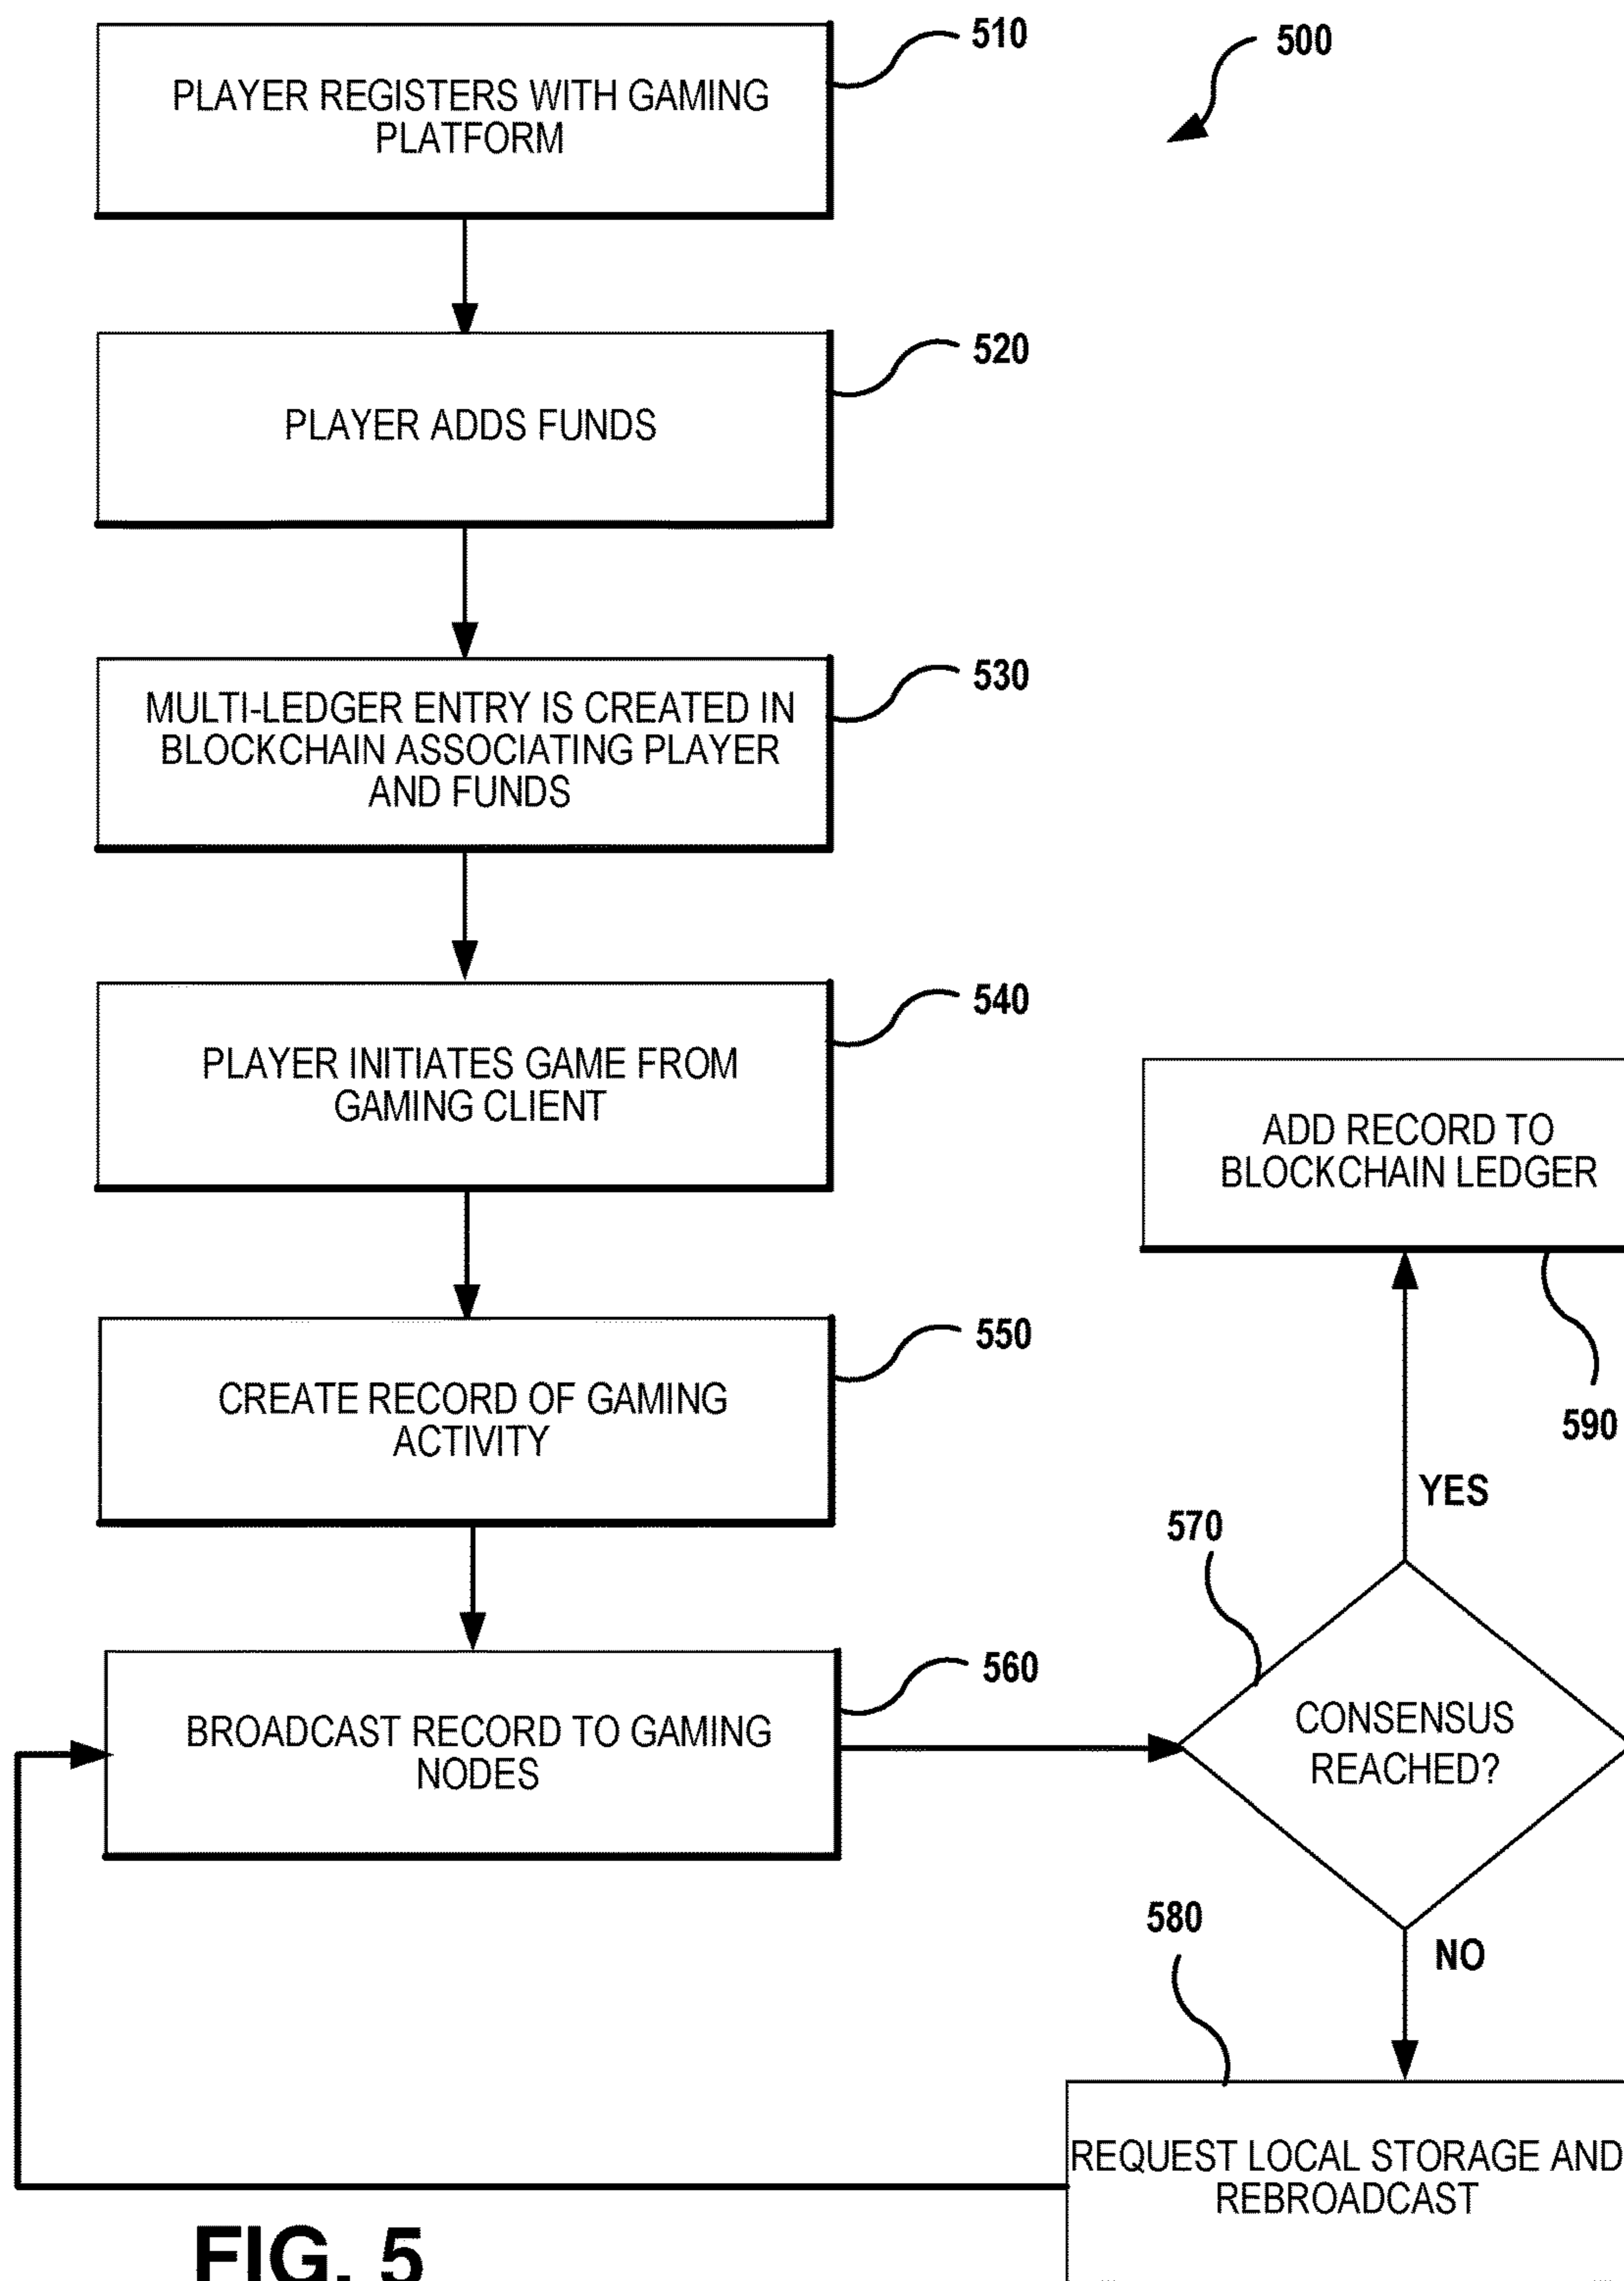 510
500
PLAYER REGISTERS WITH GAMING
PLATFORM
520
PLAYER ADDS FUNDS
530
MULTI-LEDGER ENTRY IS CREATED IN
BLOCKCHAIN ASSOCIATING PLAYER
AND FUNDS
540
PLAYER INITIATES GAME FROM
GAMING CLIENT
ADD RECORD TO
BLOCKCHAIN LEDGER
550
CREATE RECORD OF GAMING
ACTIVITY
590
YES
570
560
BROADCAST RECORD TO GAMING
NODES
CONSENSUS
REACHED?
580
NO
REQUEST LOCAL STORAGE AND
REBROADCAST
FIG. 5